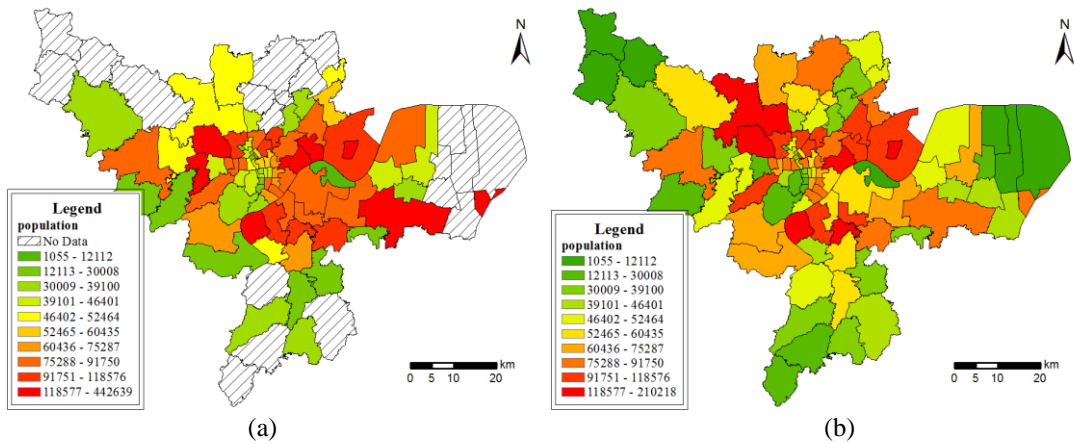 N
Legend
population
No Data
1055 - 12112
12113 - 30008
30009 - 39100
39101 - 46401
46402 - 52464
52465 - 60435
60436 - 75287
75288 - 91750
91751 - 118576
118577 - 442639
km
0 5 10 20
(a)
N
Legend
population
1055 - 12112
12113 - 30008
30009 - 39100
39101 - 46401
46402 - 52464
52465 - 60435
60436 - 75287
75288 - 91750
91751 - 118576
118577 - 210218
km
0 5 10 20
(b)